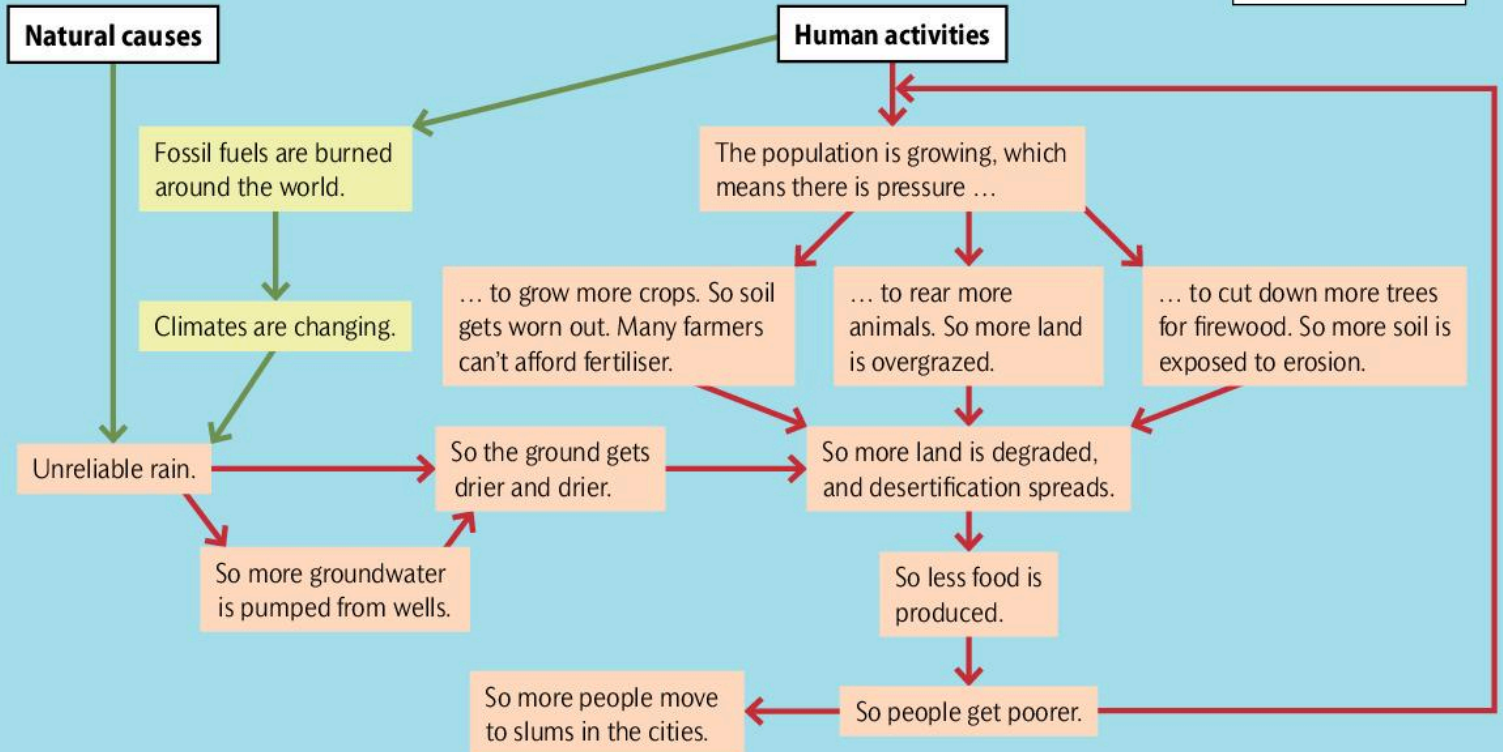 Natural causes
Human activities
Fossil fuels are burned
around the world.
The population is growing, which
means there is pressure …
Climates are changing.
… to grow more crops. So soil
gets worn out. Many farmers
can’t afford fertiliser.
… to rear more
animals. So more land
is overgrazed.
… to cut down more trees
for firewood. So more soil is
exposed to erosion.
Unreliable rain.
So the ground gets
drier and drier.
So more land is degraded,
and desertification spreads.
So more groundwater
is pumped from wells.
So less food is
produced.
So more people move
to slums in the cities.
So people get poorer.